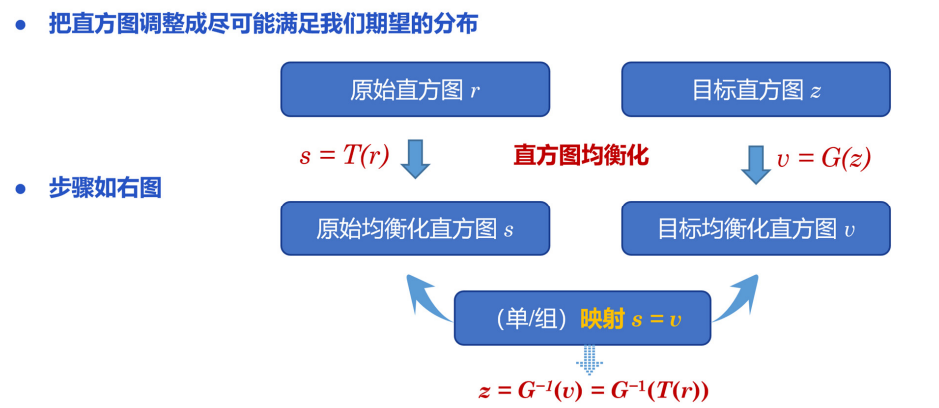 ● 把直方图调整成尽可能满足我们期望的分布
原始直方图 r
目标直方图 z
s = T(r)
直方图均衡化
v = G(z)
● 步骤如右图
原始均衡化直方图 s
目标均衡化直方图 v
（单/组）映射 s = v
z = G⁻¹(v) = G⁻¹(T(r))